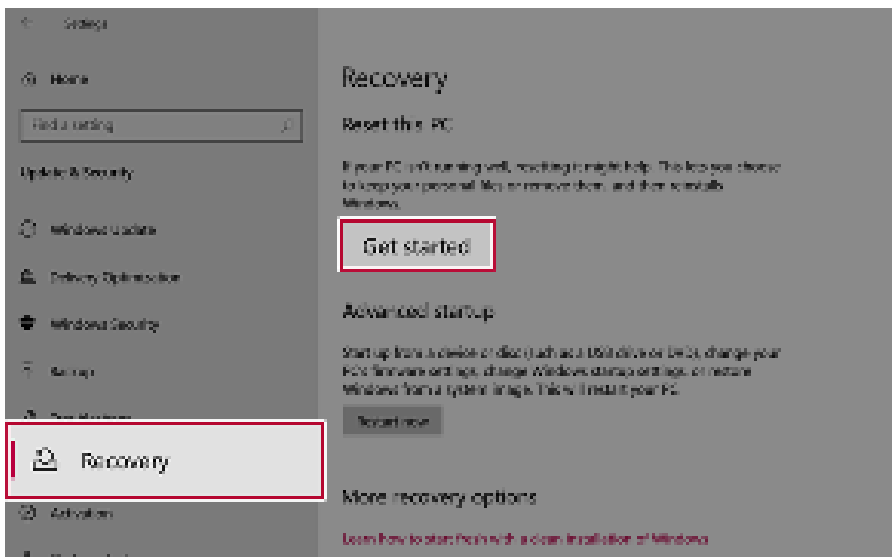 Settings
Home
Find a setting
Update & Security
Windows Update
Delivery Optimization
Windows Security
Backup
Troubleshoot
Recovery
Activation
Recovery
Reset this PC
If your PC isn't running well, resetting it might help. This lets you choose
to keep your personal files or remove them, and then reinstalls
Windows.
Get started
Advanced startup
Start up from a device or disc (such as a USB drive or DVD), change your
PC's firmware settings, change Windows startup settings, or restore
Windows from a system image. This will restart your PC.
Restart now
More recovery options
Learn how to start fresh with a clean installation of Windows